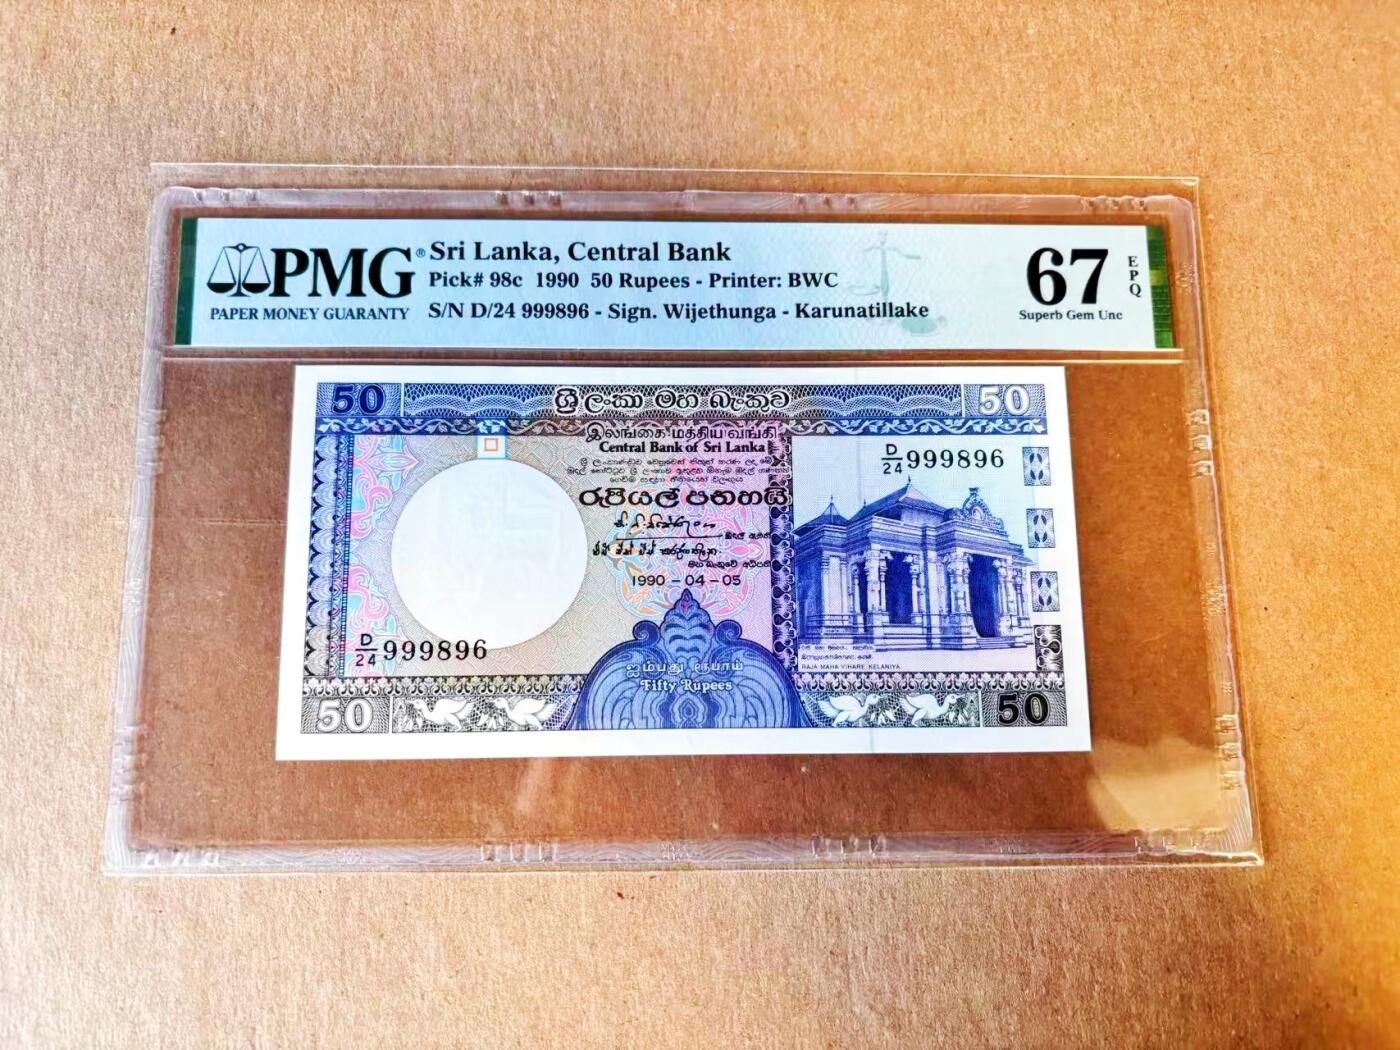 PMG®
PAPER MONEY GUARANTY
Sri Lanka, Central Bank
Pick# 98c 1990 50 Rupees - Printer: BWC
S/N D/24 999896 - Sign. Wijethunga - Karunatillake
67 EPQ
Superb Gem Unc
50 ශ්‍රී ලංකා මහ බැංකුව 50
இலங்கை மத்திய வங்கி
Central Bank of Sri Lanka
D/24 999896
රුපියල් පනහයි
1990-04-05
D/24 999896
ஐம்பது ரூபாய்
Fifty Rupees
RAJA MAHA VIHARE KELANIYA
50 50